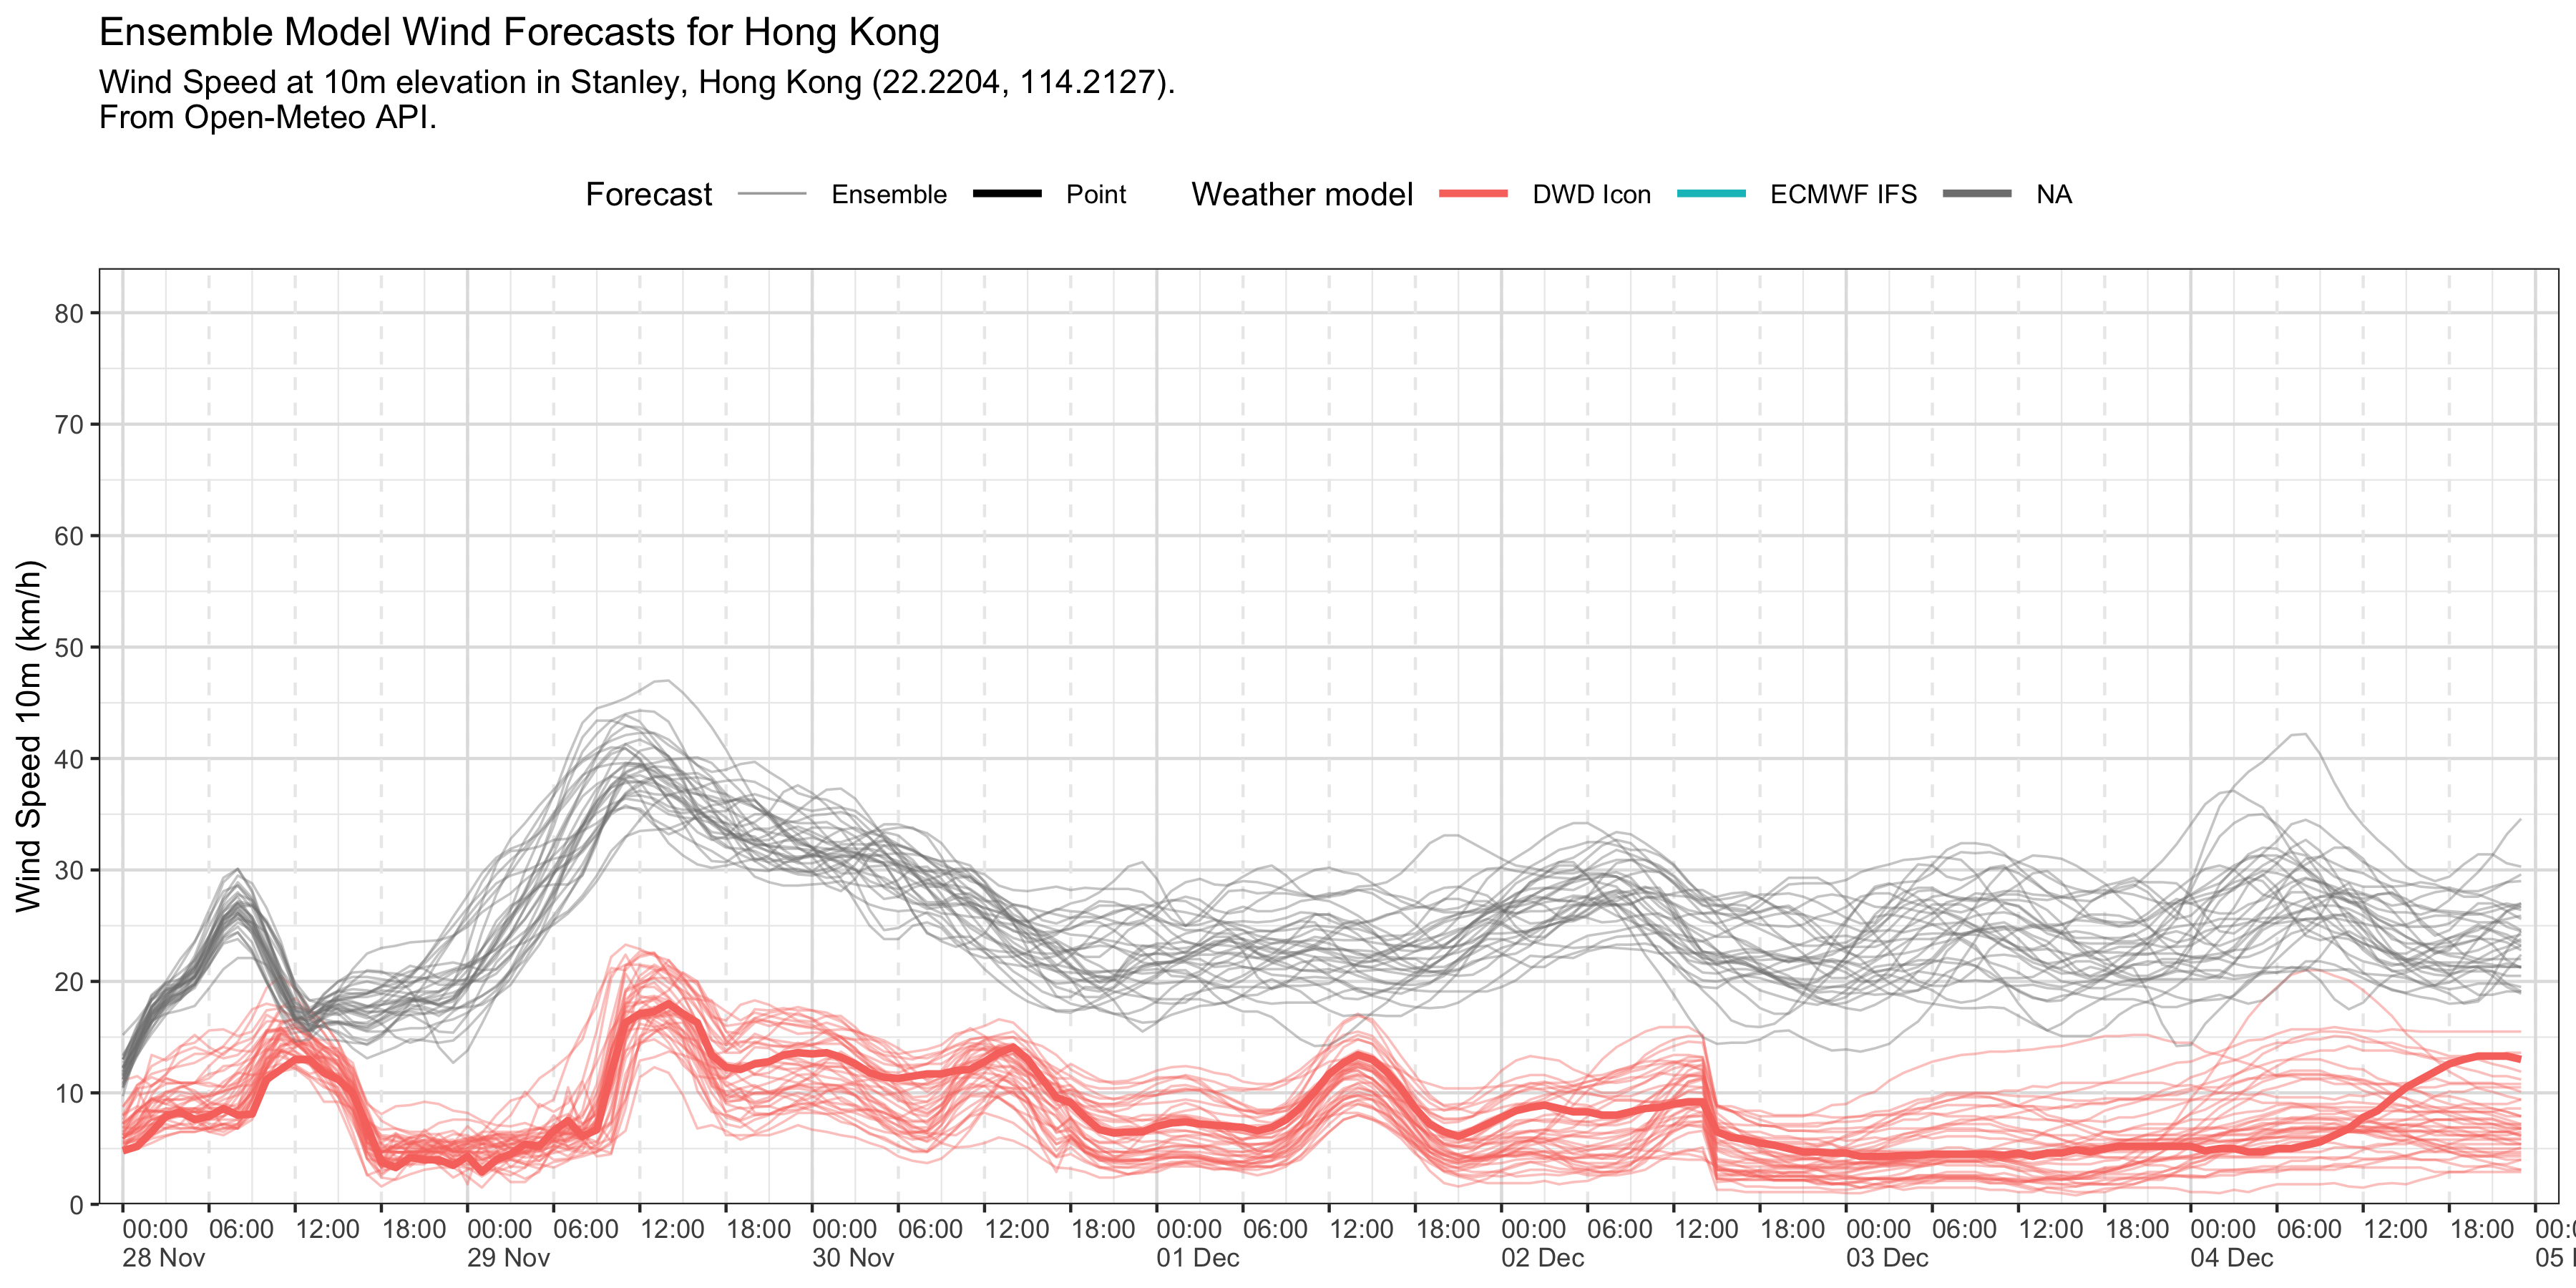 Ensemble Model Wind Forecasts for Hong Kong
Wind Speed at 10m elevation in Stanley, Hong Kong (22.2204, 114.2127).
From Open-Meteo API.
Forecast Ensemble Point Weather model DWD Icon ECMWF IFS NA
Wind Speed 10m (km/h)
80
70
60
50
40
30
20
10
0
00:00 06:00 12:00 18:00 00:00 06:00 12:00 18:00 00:00 06:00 12:00 18:00 00:00 06:00 12:00 18:00 00:00 06:00 12:00 18:00 00:00 06:00 12:00 18:00 00:00 06:00 12:00 18:00
28 Nov 29 Nov 30 Nov 01 Dec 02 Dec 03 Dec 04 Dec